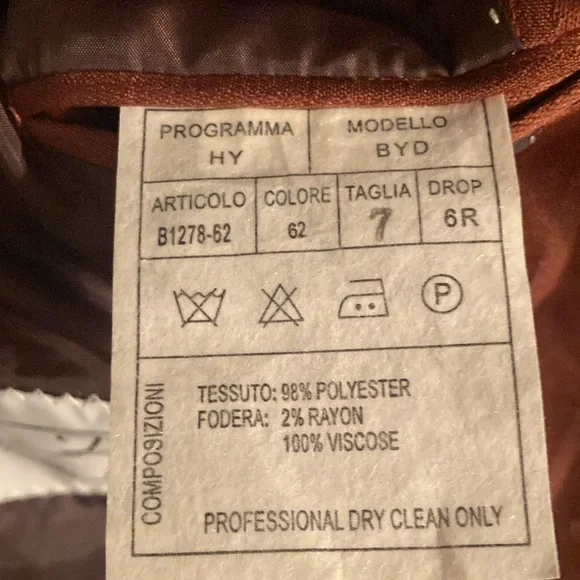 PROGRAMMA MODELLO
HY BYD
ARTICOLO COLORE TAGLIA DROP
B1278-62 62 7 6R
P
COMPOSIZIONI
TESSUTO: 98% POLYESTER
FODERA: 2% RAYON
100% VISCOSE
PROFESSIONAL DRY CLEAN ONLY